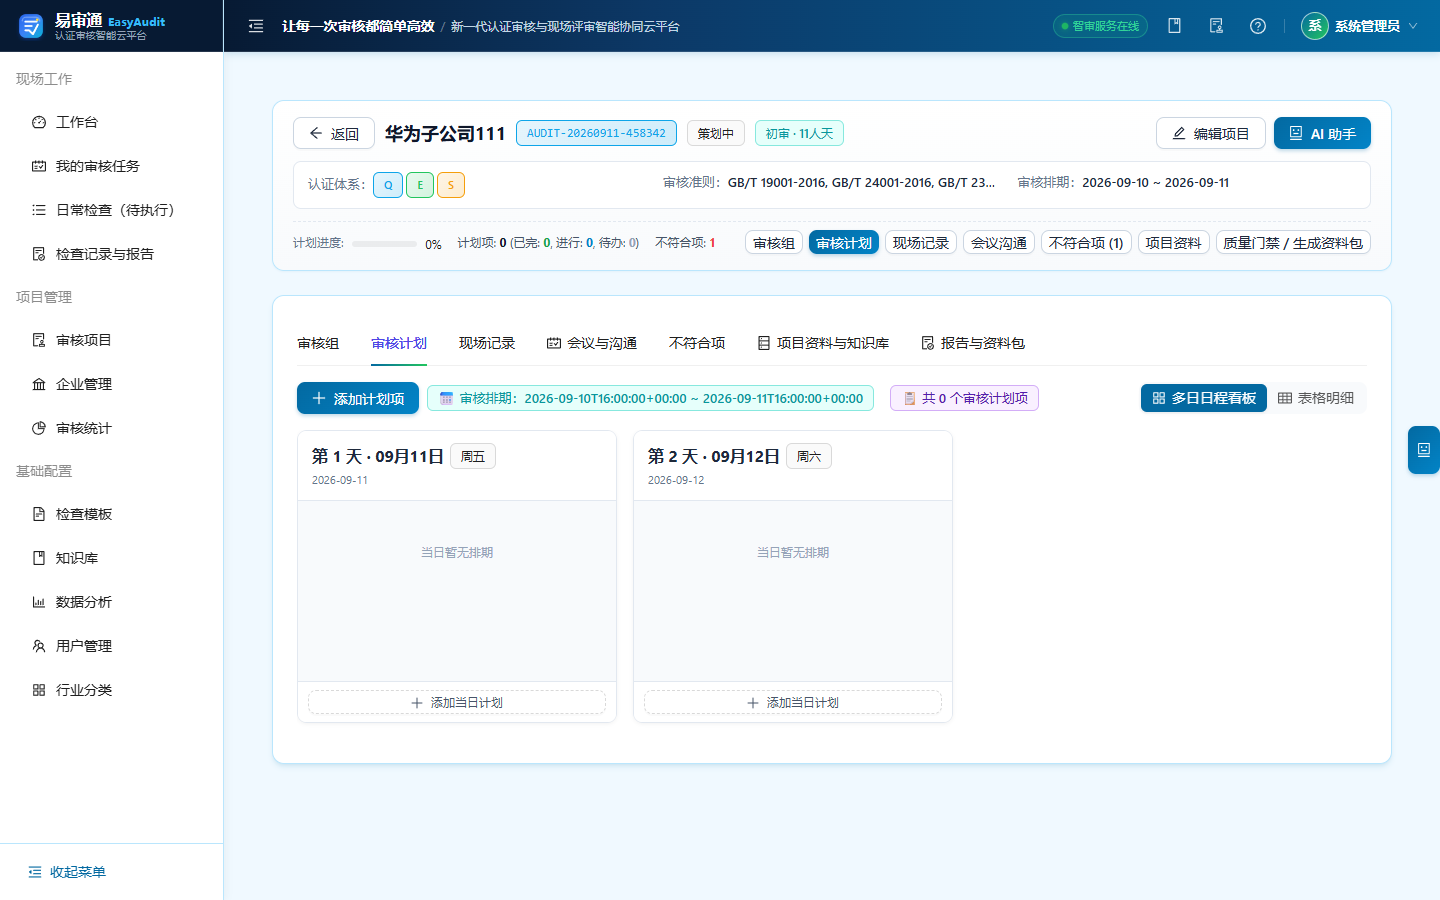 易审通 EasyAudit
认证审核智能云平台
让每一次审核都简单高效 / 新一代认证审核与现场评审智能协同云平台
智审服务在线
系 系统管理员
现场工作
工作台
我的审核任务
日常检查（待执行）
检查记录与报告
项目管理
审核项目
企业管理
审核统计
基础配置
检查模板
知识库
数据分析
用户管理
行业分类
收起菜单
返回 华为子公司111 AUDIT-20260911-458342 策划中 初审 · 11人天 编辑项目 AI 助手
认证体系： Q E S 审核准则：GB/T 19001-2016, GB/T 24001-2016, GB/T 23... 审核排期：2026-09-10 ~ 2026-09-11
计划进度: 0% 计划项: 0 (已完: 0, 进行: 0, 待办: 0) 不符合项: 1 审核组 审核计划 现场记录 会议沟通 不符合项 (1) 项目资料 质量门禁 / 生成资料包
审核组 审核计划 现场记录 会议与沟通 不符合项 项目资料与知识库 报告与资料包
添加计划项 审核排期：2026-09-10T16:00:00+00:00 ~ 2026-09-11T16:00:00+00:00 共 0 个审核计划项 多日日程看板 表格明细
第 1 天 · 09月11日 周五
2026-09-11
当日暂无排期
添加当日计划
第 2 天 · 09月12日 周六
2026-09-12
当日暂无排期
添加当日计划